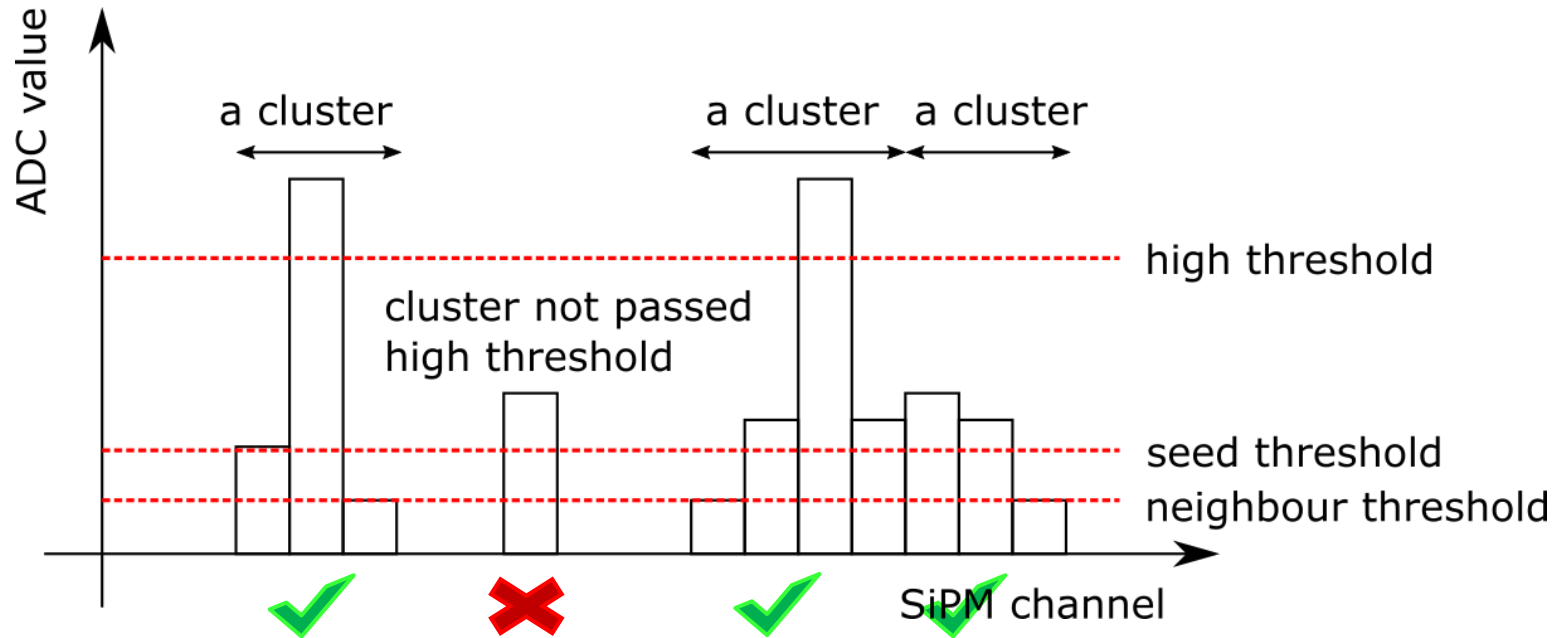 ADC value
a cluster
a cluster
a cluster
high threshold
cluster not passed
high threshold
seed threshold
neighbour threshold
SiPM channel